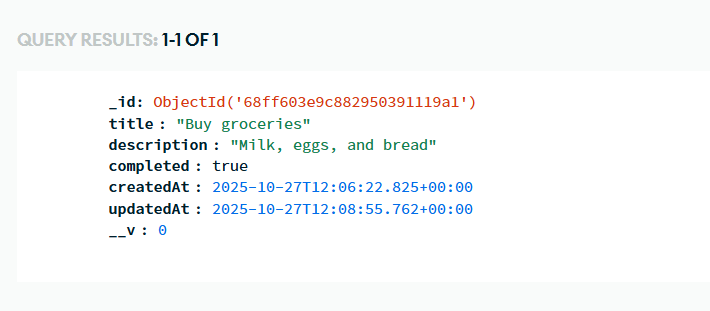 QUERY RESULTS: 1-1 OF 1
_id: ObjectId('68ff603e9c882950391119a1')
title : "Buy groceries"
description : "Milk, eggs, and bread"
completed : true
createdAt : 2025-10-27T12:06:22.825+00:00
updatedAt : 2025-10-27T12:08:55.762+00:00
__v : 0